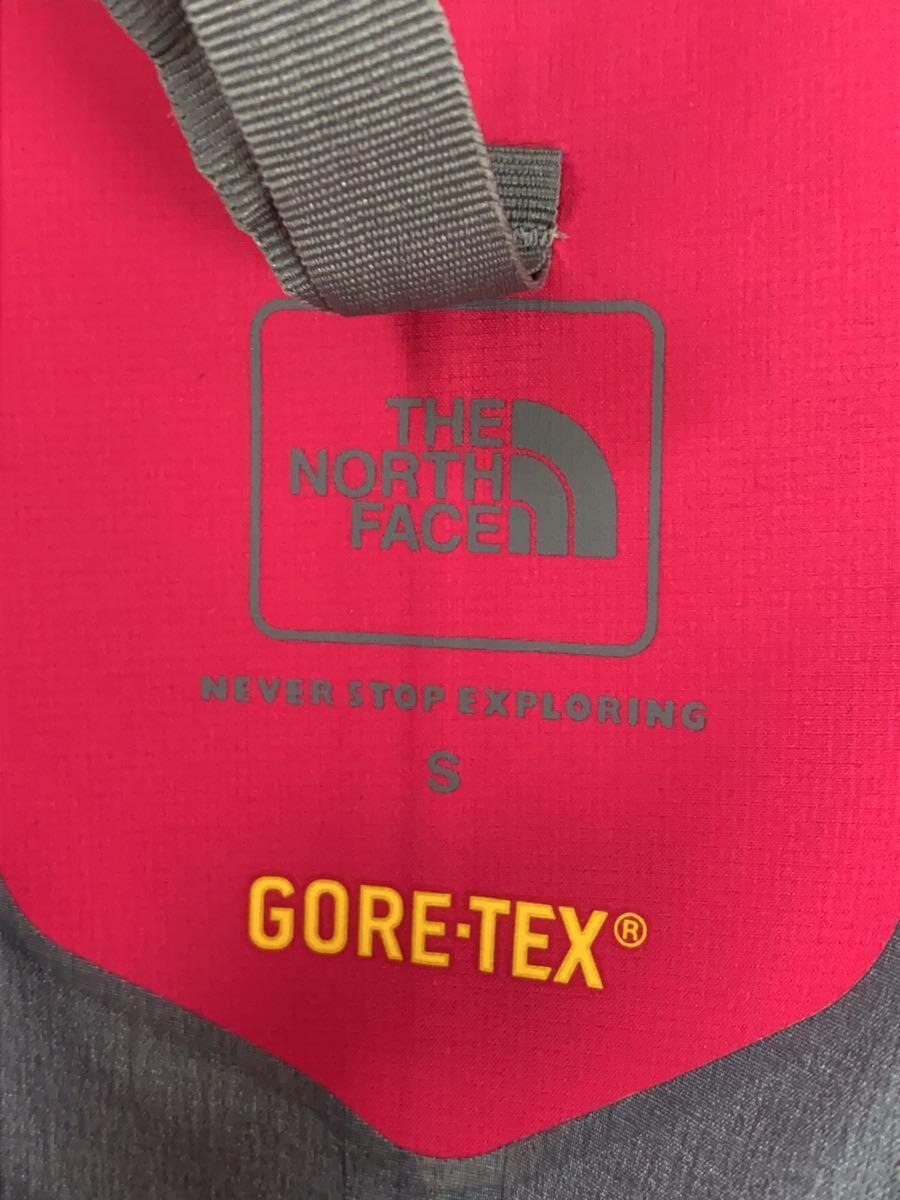 THE
NORTH
FACE
NEVER STOP EXPLORING
S
GORE-TEX®